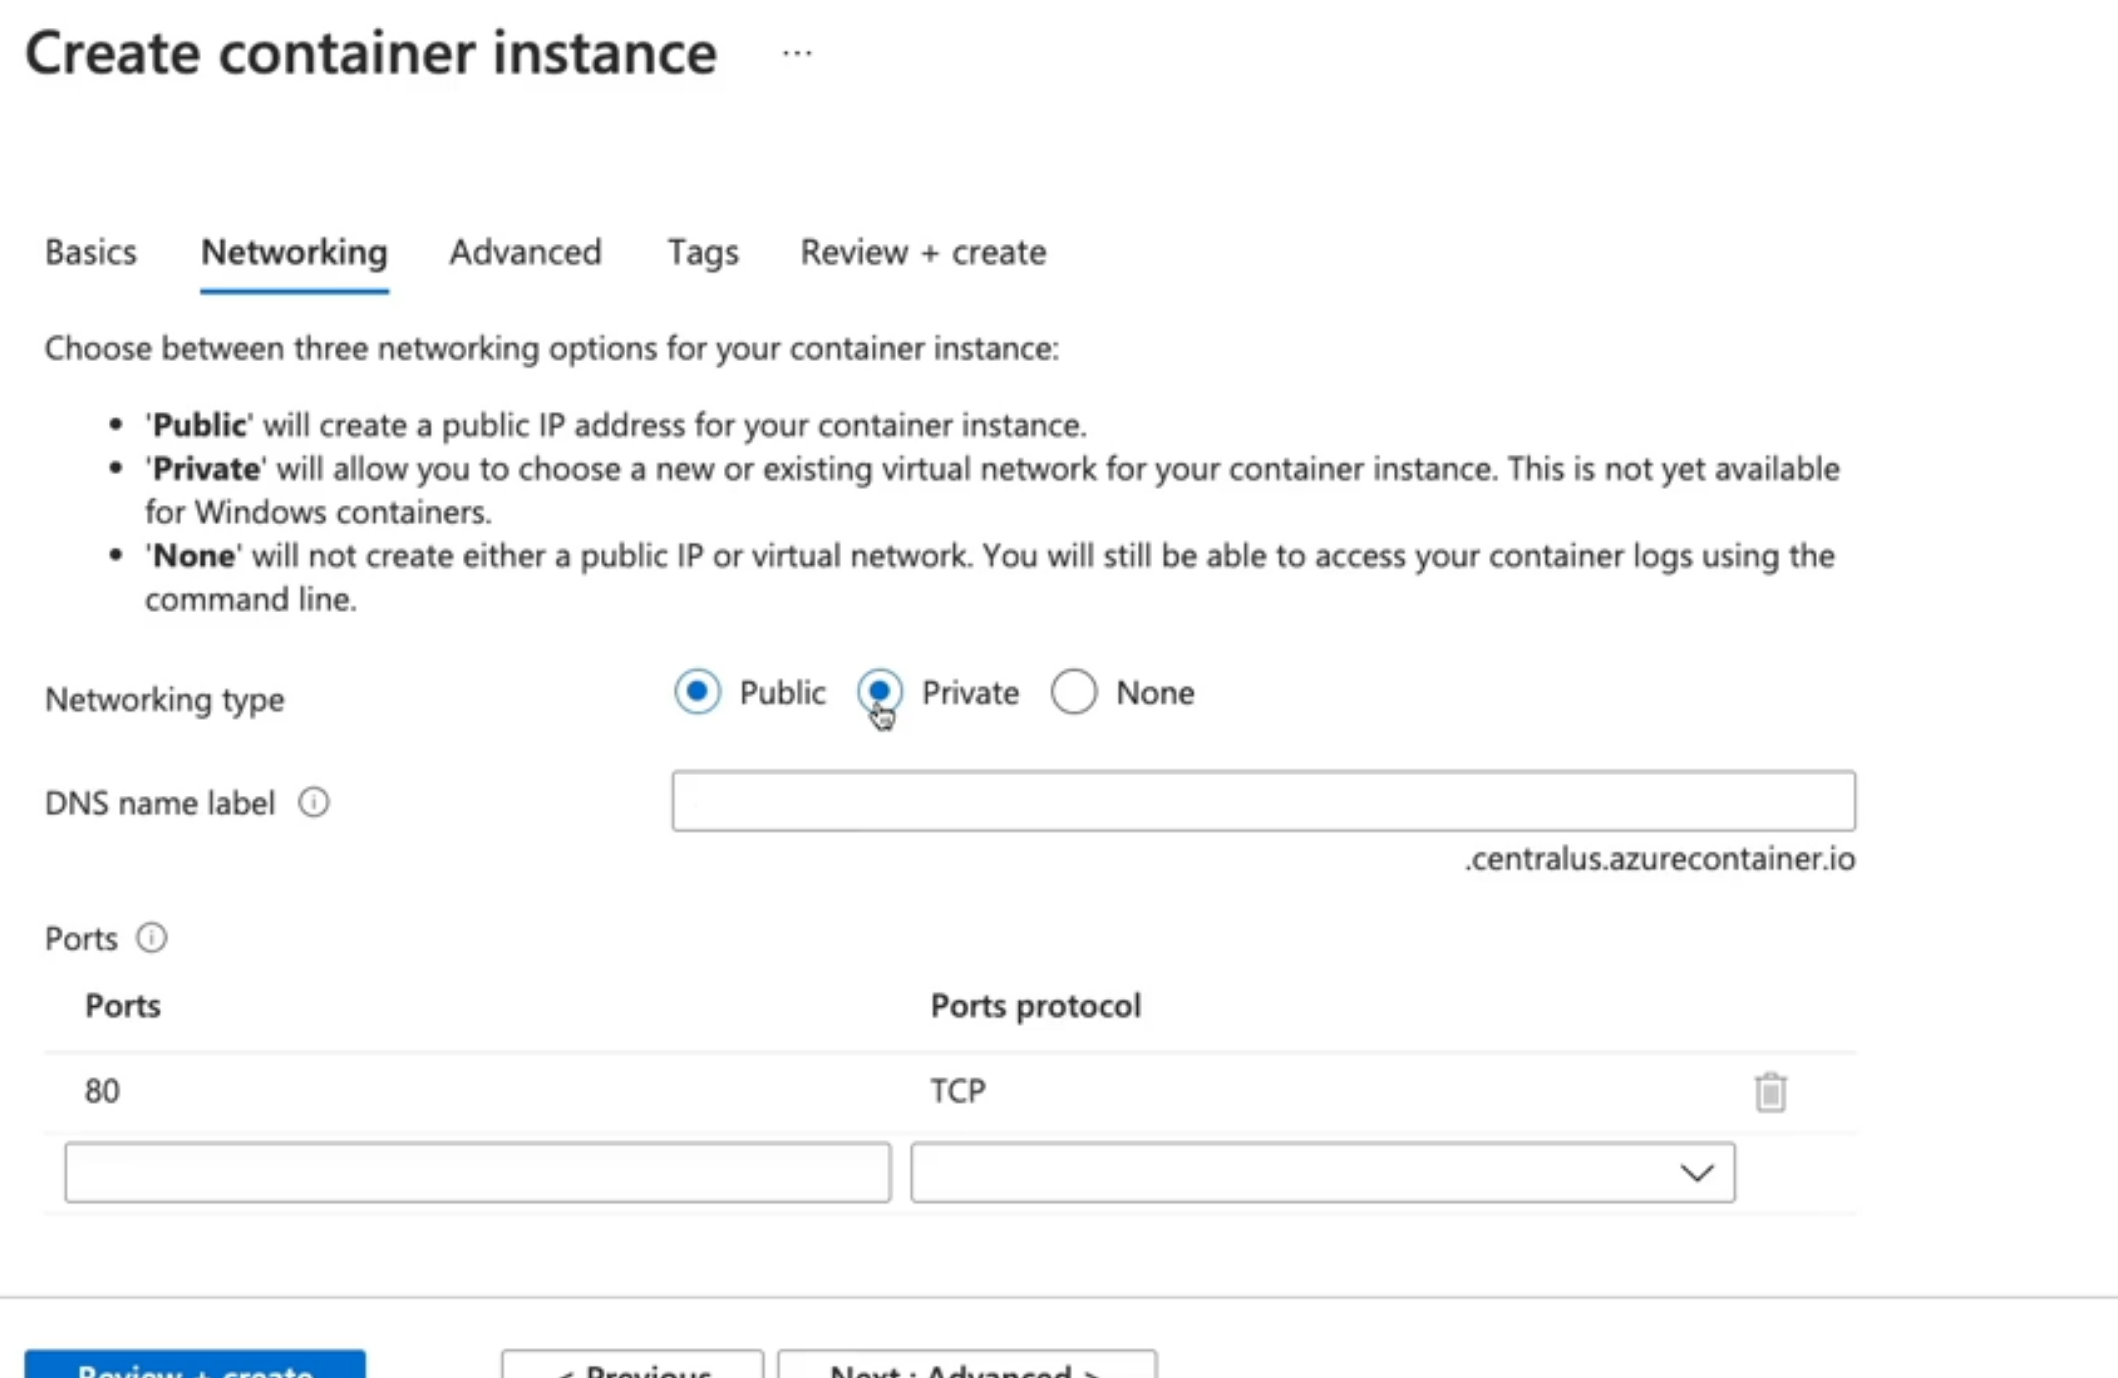 Create container instance ...
Basics Networking Advanced Tags Review + create
Choose between three networking options for your container instance:
• 'Public' will create a public IP address for your container instance.
• 'Private' will allow you to choose a new or existing virtual network for your container instance. This is not yet available
for Windows containers.
• 'None' will not create either a public IP or virtual network. You will still be able to access your container logs using the
command line.
Networking type Public Private None
DNS name label
.centralus.azurecontainer.io
Ports
Ports Ports protocol
80 TCP
Review + create < Previous Next : Advanced >